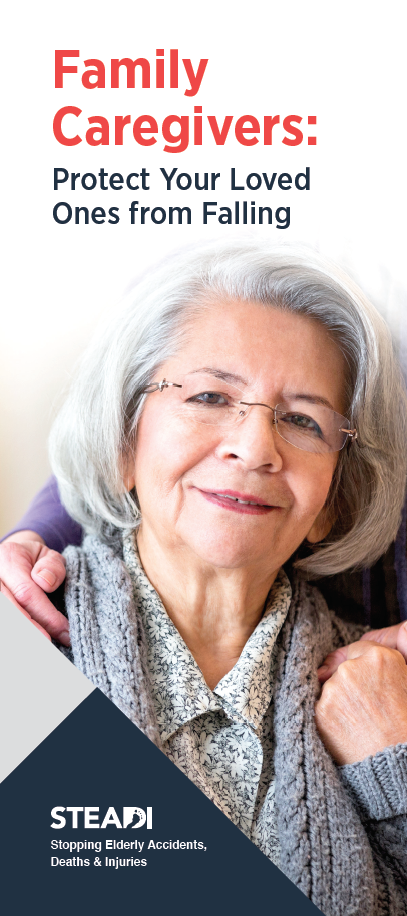 Family
Caregivers:
Protect Your Loved
Ones from Falling
STEADI
Stopping Elderly Accidents,
Deaths & Injuries